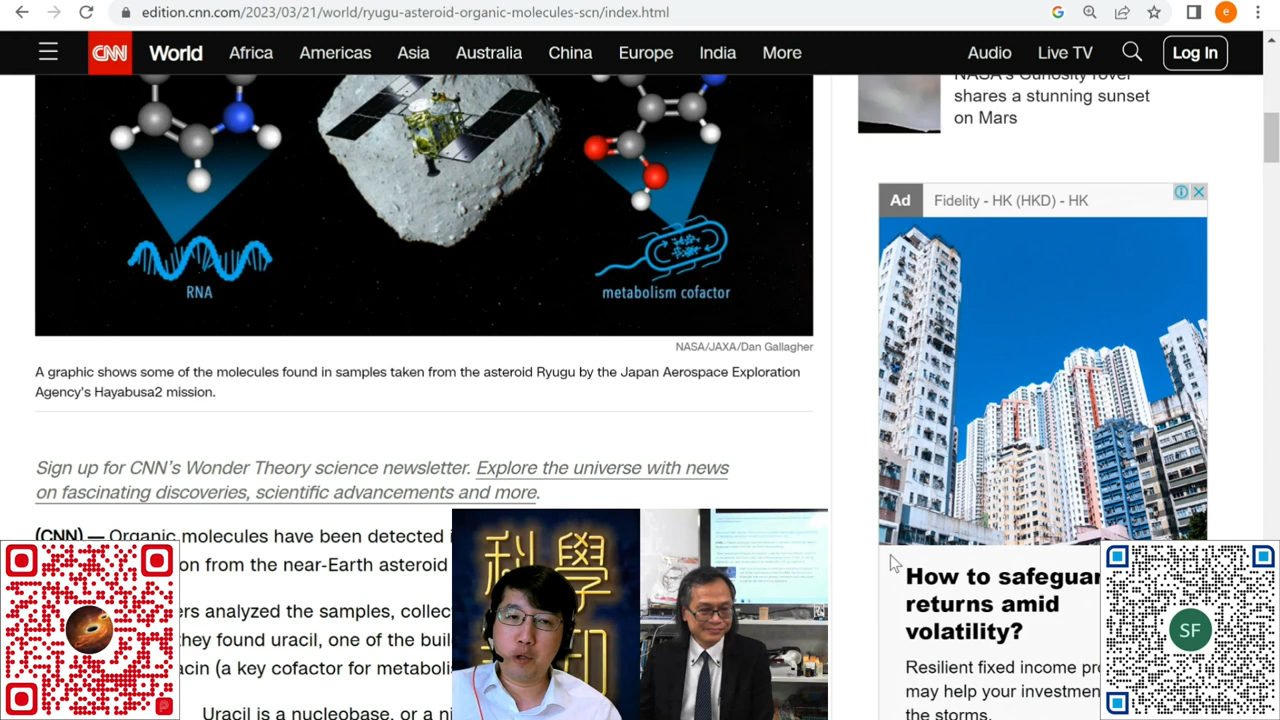 edition.cnn.com/2023/03/21/world/ryugu-asteroid-organic-molecules-scn/index.html
CNN World Africa Americas Asia Australia China Europe India More Audio Live TV Log In
NASA's Curiosity rover
shares a stunning sunset
on Mars
RNA
metabolism cofactor
NASA/JAXA/Dan Gallagher
A graphic shows some of the molecules found in samples taken from the asteroid Ryugu by the Japan Aerospace Exploration
Agency's Hayabusa2 mission.
Sign up for CNN's Wonder Theory science newsletter. Explore the universe with news
on fascinating discoveries, scientific advancements and more.
(CNN) — Organic molecules have been detected
on from the near-Earth asteroid
ers analyzed the samples, collec
they found uracil, one of the buil
acin (a key cofactor for metaboli
Uracil is a nucleobase, or a ni
Ad Fidelity - HK (HKD) - HK
How to safegua
returns amid
volatility?
Resilient fixed income pr
may help your investmen
the storms.
學
SF